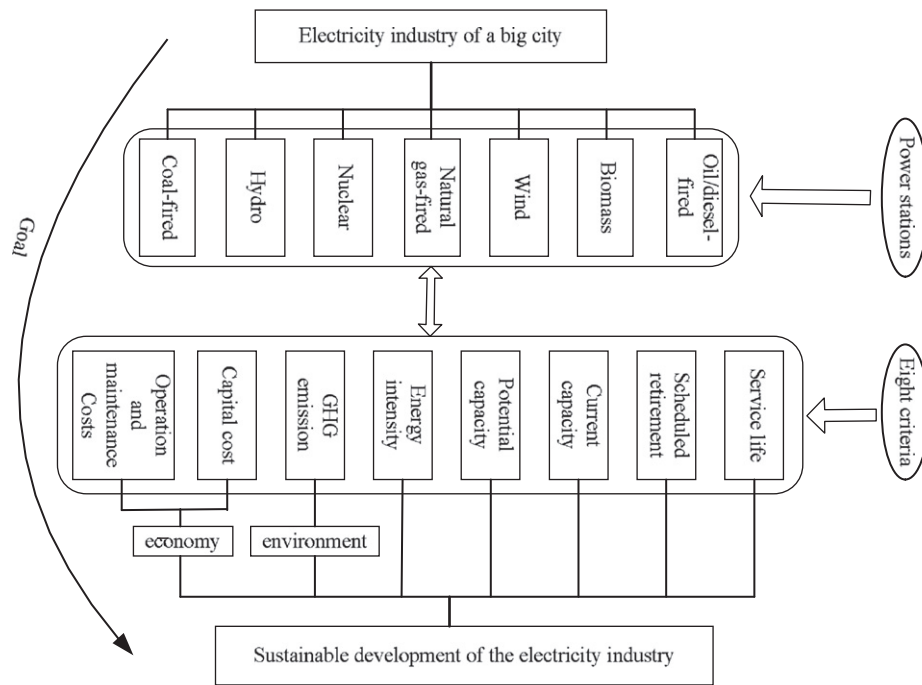 Electricity industry of a big city
Goal
Coal-fired
Hydro
Nuclear
Natural
gas-fired
Wind
Biomass
Oil/diesel-
fired
Power stations
Operation
and
maintenance
Costs
Capital cost
GHG
emission
Energy
intensity
Potential
capacity
Current
capacity
Scheduled
retirement
Service life
Eight criteria
economy
environment
Sustainable development of the electricity industry